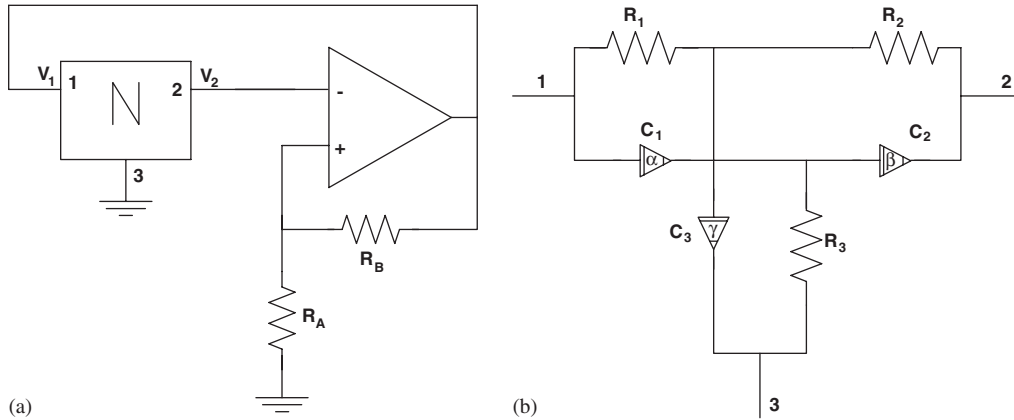 V1
1
N
2
V2
-
+
3
RB
RA
(a)
R1
R2
1
2
C1
α
C2
β
C3
γ
R3
3
(b)